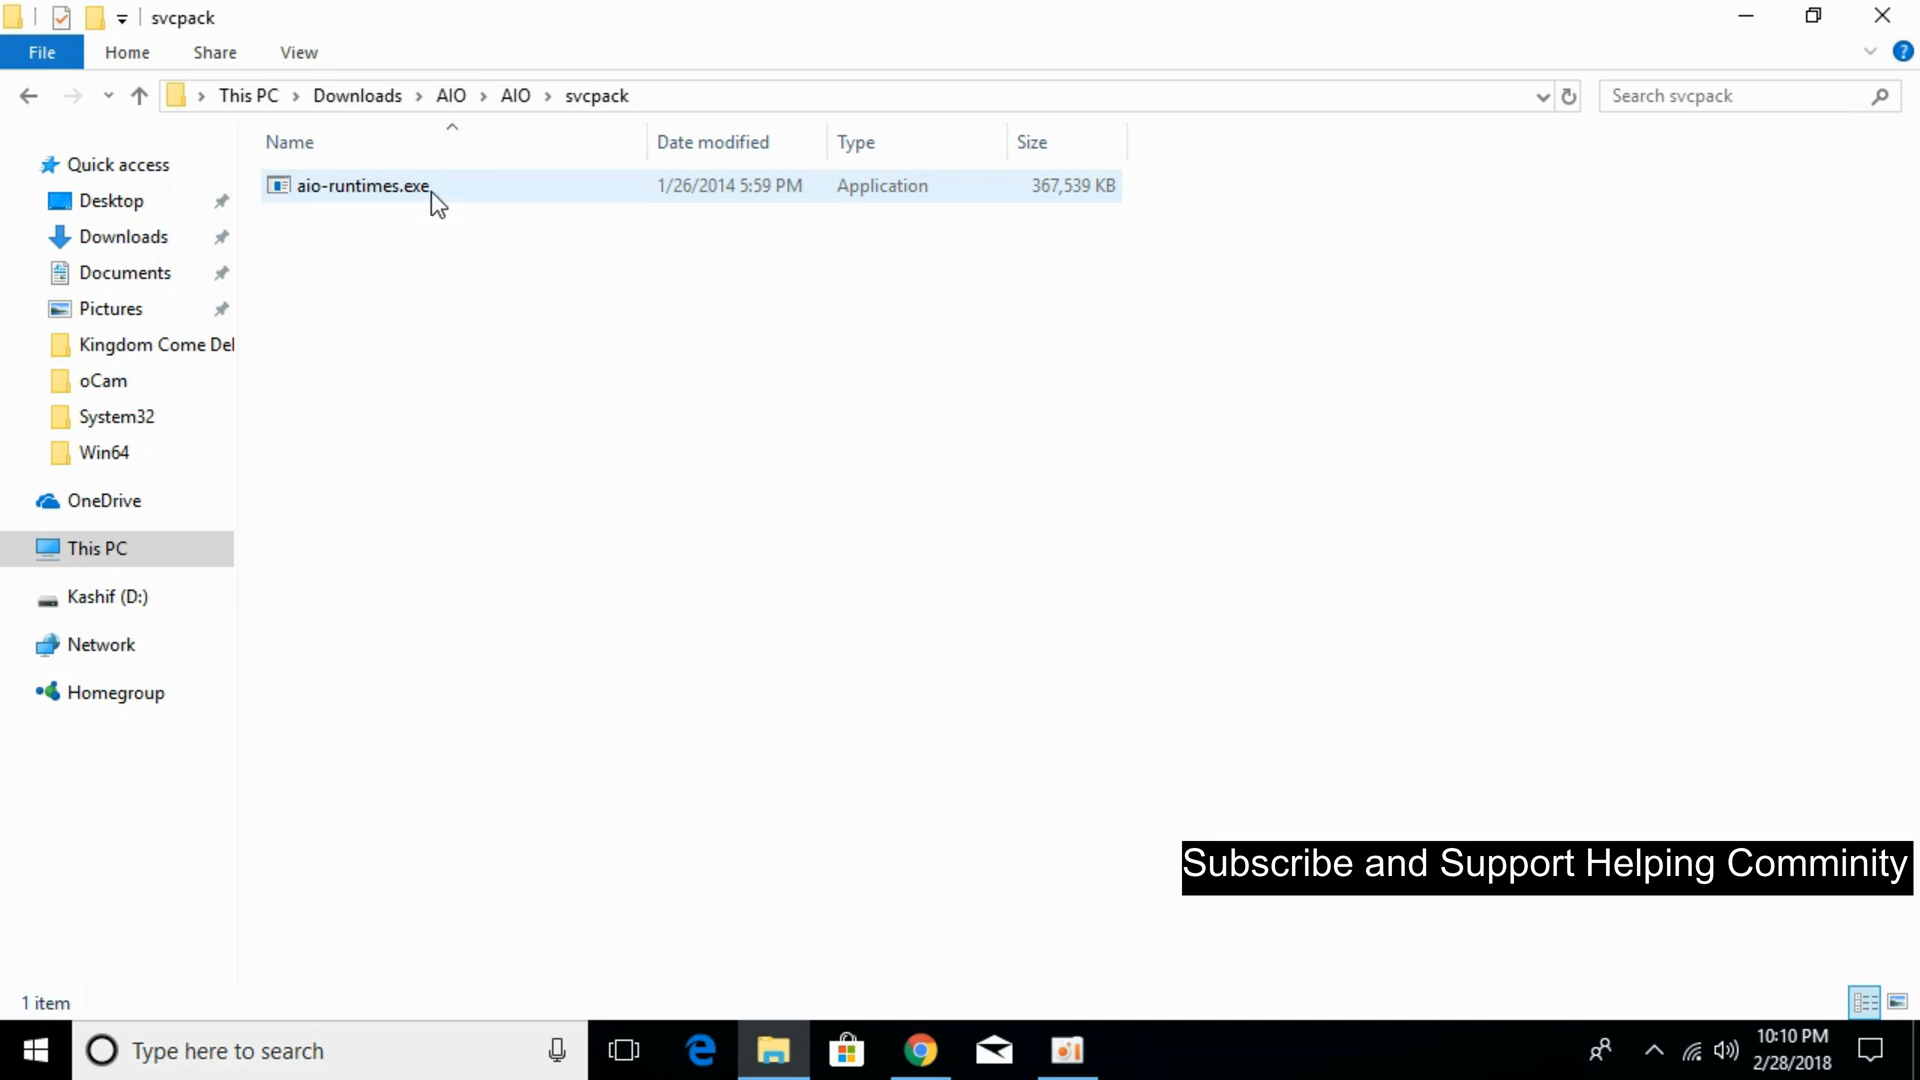 svcpack
File Home Share View
This PC Downloads AIO AIO svcpack
Search svcpack
Name Date modified Type Size
aio-runtimes.exe 1/26/2014 5:59 PM Application 367,539 KB
Quick access
Desktop
Downloads
Documents
Pictures
Kingdom Come Del
oCam
System32
Win64
OneDrive
This PC
Kashif (D:)
Network
Homegroup
Subscribe and Support Helping Comminity
1 item
Type here to search
10:10 PM
2/28/2018